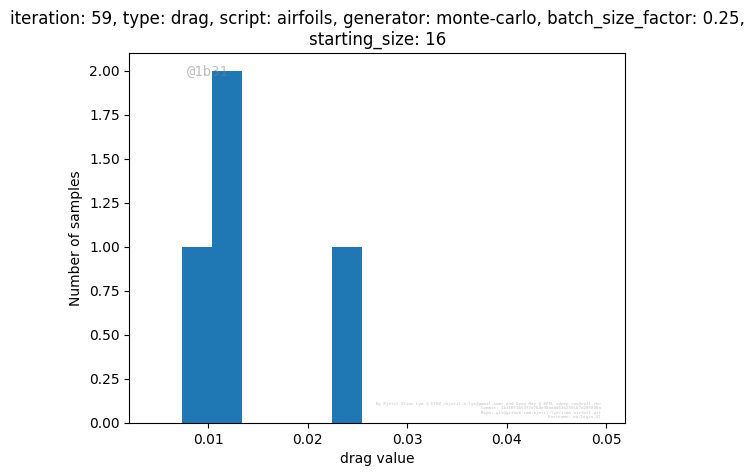 iteration: 59, type: drag, script: airfoils, generator: monte-carlo, batch_size_factor: 0.25,
starting_size: 16
@1b31
2.00
1.75
1.50
1.25
1.00
0.75
0.50
0.25
0.00
Number of samples
0.01
0.02
0.03
0.04
0.05
drag value